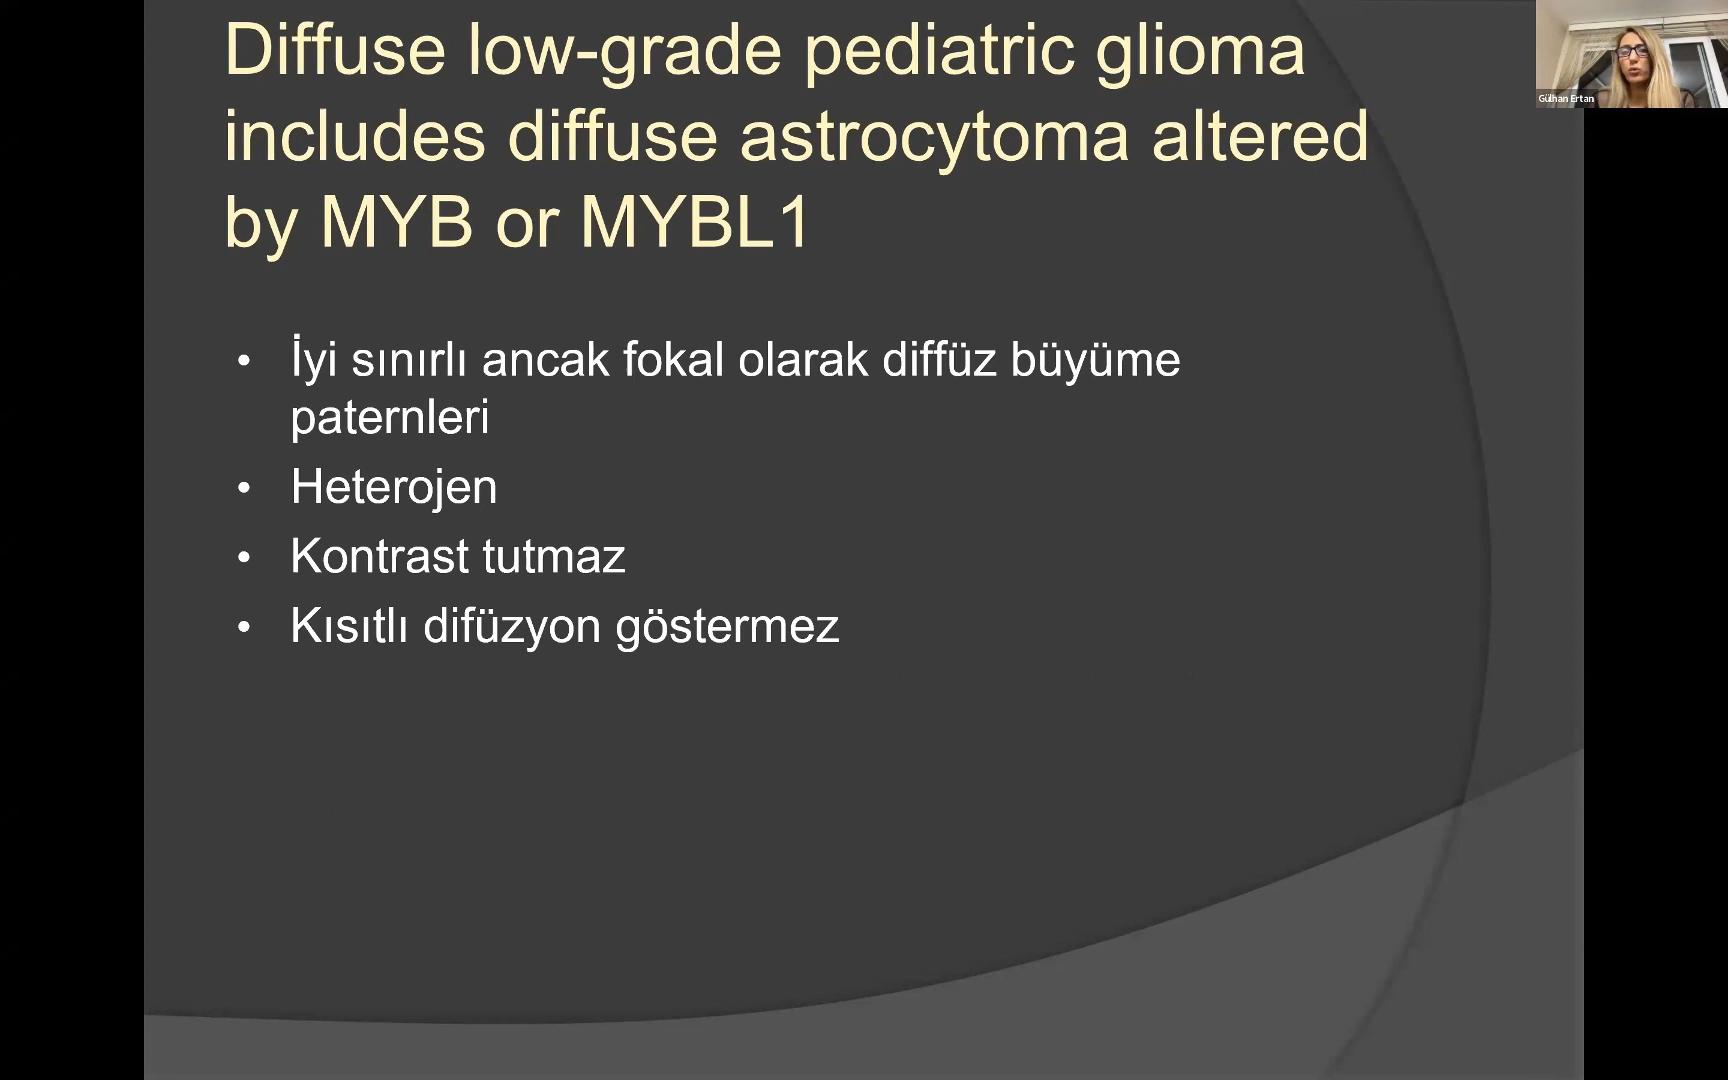 Diffuse low-grade pediatric glioma
includes diffuse astrocytoma altered
by MYB or MYBL1
Gülhan Ertan
• İyi sınırlı ancak fokal olarak diffüz büyüme
paternleri
• Heterojen
• Kontrast tutmaz
• Kısıtlı difüzyon göstermez